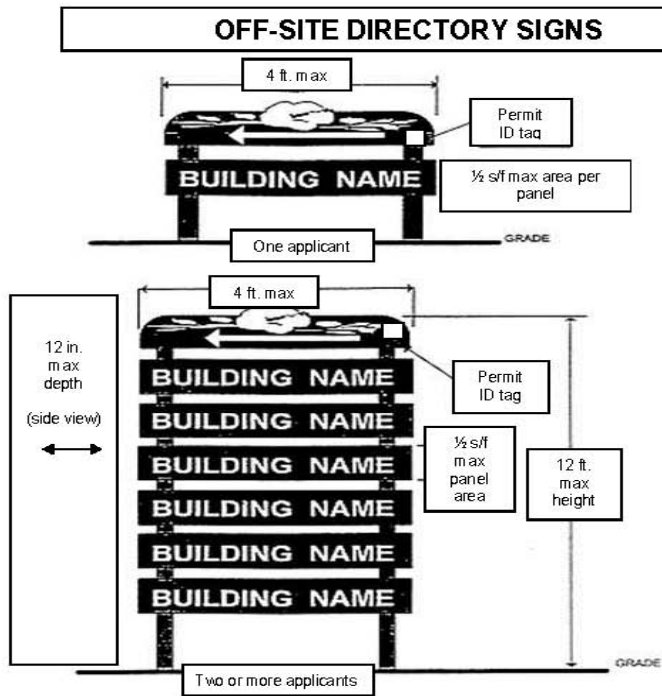 OFF-SITE DIRECTORY SIGNS
4 ft. max
Permit
ID tag
BUILDING NAME
½ s/f max area per
panel
One applicant
GRADE
4 ft. max
12 in.
max
depth
(side view)
BUILDING NAME
Permit
ID tag
BUILDING NAME
BUILDING NAME
½ s/f
max
panel
area
12 ft.
max
height
BUILDING NAME
BUILDING NAME
BUILDING NAME
GRADE
Two or more applicants